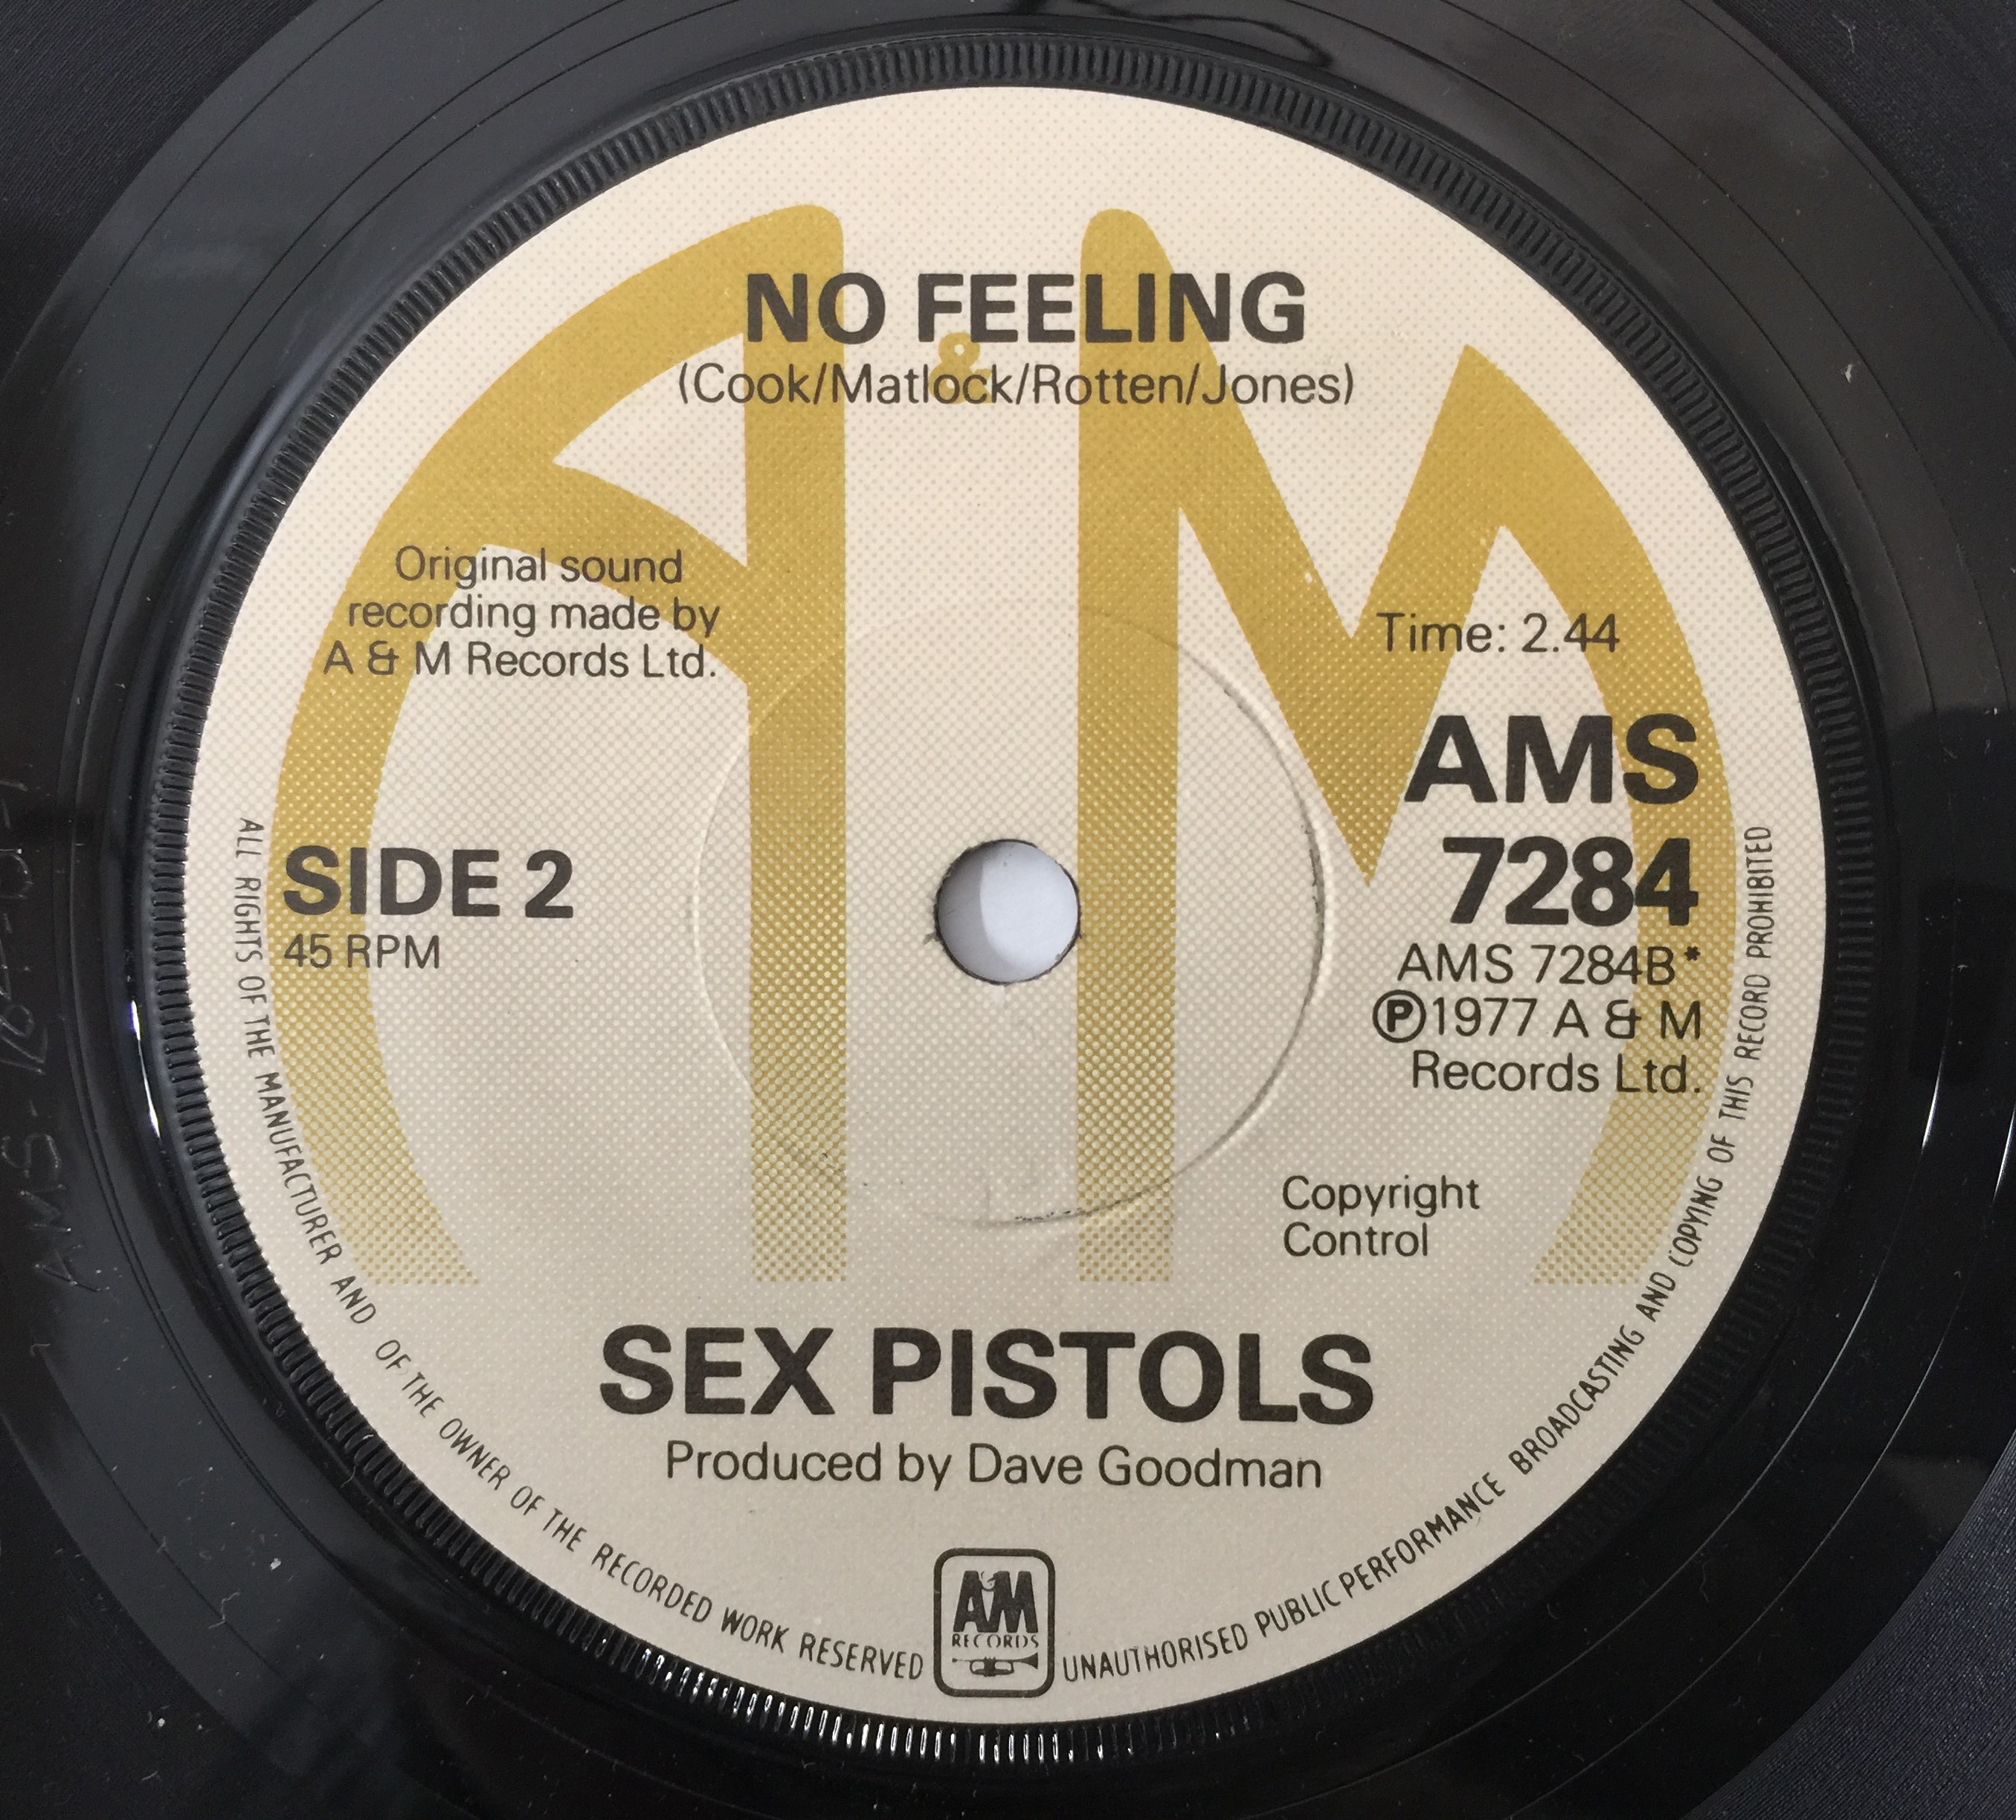 NO FEELING
(Cook/Matlock/Rotten/Jones)
Original sound
recording made by
A & M Records Ltd.
Time: 2.44
AMS
7284
SIDE 2
45 RPM
AMS 7284B*
℗1977 A & M
Records Ltd.
Copyright
Control
SEX PISTOLS
Produced by Dave Goodman
A&M
RECORDS
ALL RIGHTS OF THE MANUFACTURER AND OF THE OWNER OF THE RECORDED WORK RESERVED
UNAUTHORISED PUBLIC PERFORMANCE BROADCASTING AND COPYING OF THIS RECORD PROHIBITED
A&M